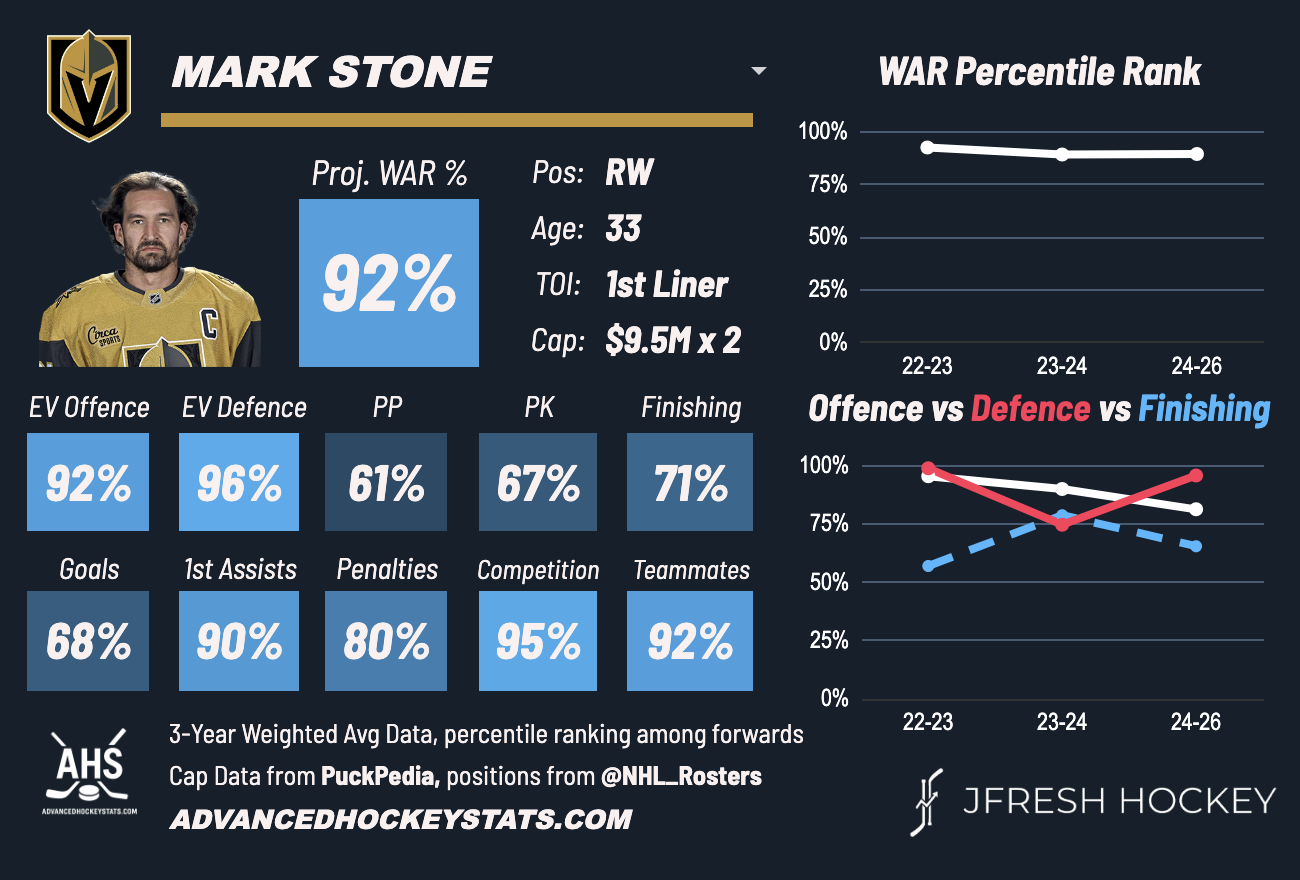 MARK STONE
WAR Percentile Rank
Proj. WAR %
92%
Pos: RW
Age: 33
TOI: 1st Liner
Cap: $9.5M x 2
C
Circa
SPORTS
100%
75%
50%
25%
0%
22-23 23-24 24-26
EV Offence EV Defence PP PK Finishing
92% 96% 61% 67% 71%
Goals 1st Assists Penalties Competition Teammates
68% 90% 80% 95% 92%
Offence vs Defence vs Finishing
100%
75%
50%
25%
0%
22-23 23-24 24-26
AHS
ADVANCEDHOCKEYSTATS.COM
3-Year Weighted Avg Data, percentile ranking among forwards
Cap Data from PuckPedia, positions from @NHL_Rosters
ADVANCEDHOCKEYSTATS.COM
JFRESH HOCKEY